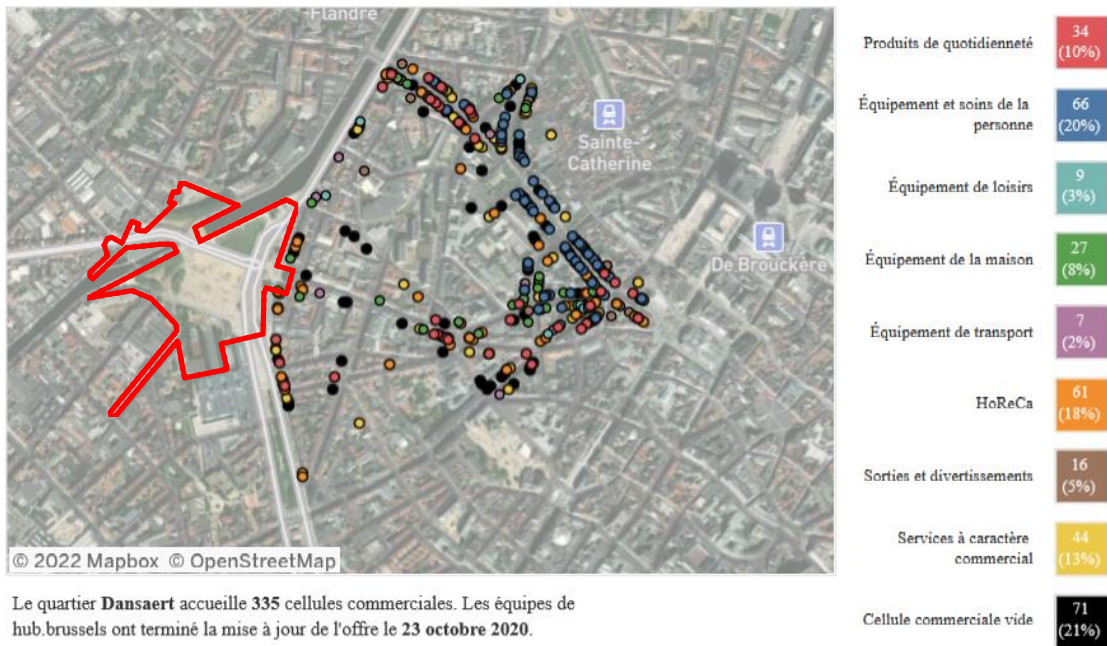 Flandre
Sainte-
Catherine
De Brouckère
© 2022 Mapbox © OpenStreetMap
Produits de quotidienneté
34
(10%)
Équipement et soins de la
personne
66
(20%)
Équipement de loisirs
9
(3%)
Équipement de la maison
27
(8%)
Équipement de transport
7
(2%)
HoReCa
61
(18%)
Sorties et divertissements
16
(5%)
Services à caractère
commercial
44
(13%)
Cellule commerciale vide
71
(21%)
Le quartier Dansaert accueille 335 cellules commerciales. Les équipes de
hub.brussels ont terminé la mise à jour de l'offre le 23 octobre 2020.